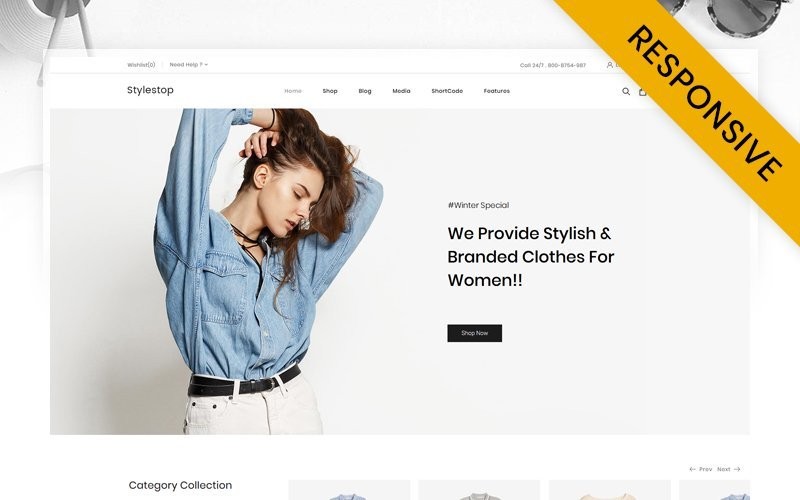 RESPONSIVE
Wishlist(0) Need Help ?
Call 24/7 . 800-8754-987
Stylestop
Home Shop Blog Media ShortCode Features
#Winter Special
We Provide Stylish &
Branded Clothes For
Women!!
Shop Now
Prev Next
Category Collection